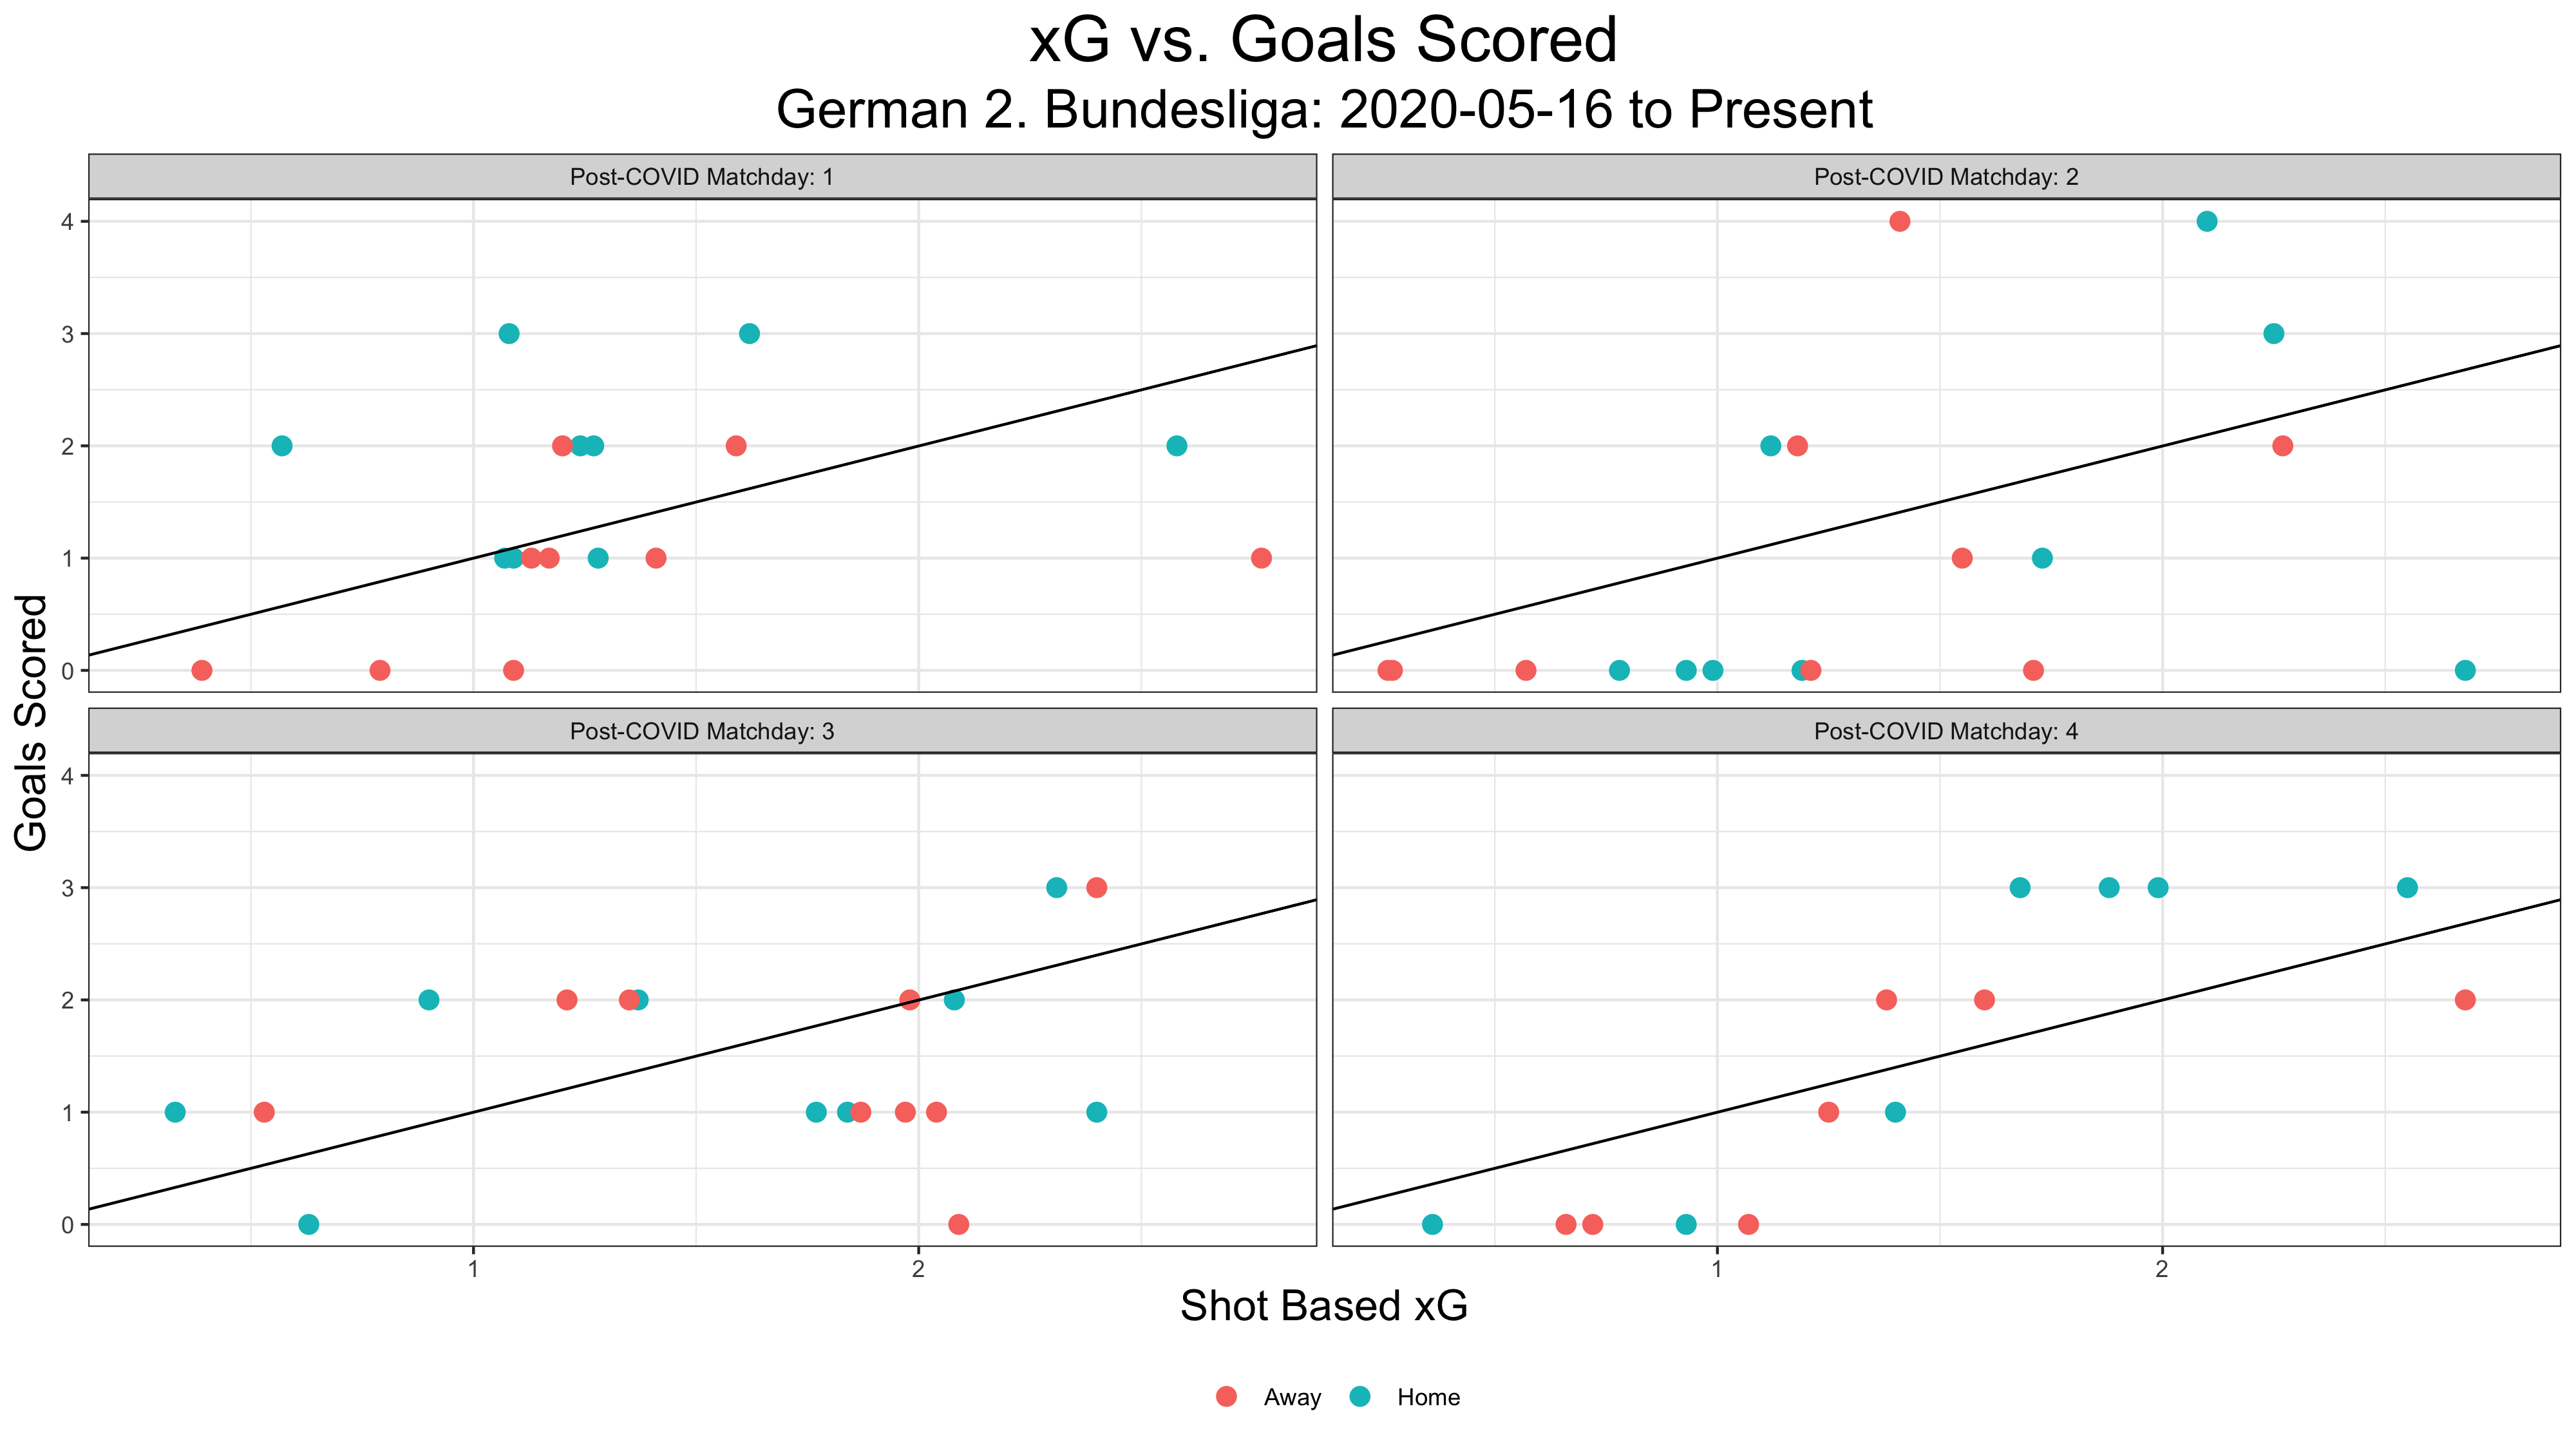 xG vs. Goals Scored
German 2. Bundesliga: 2020-05-16 to Present
Post-COVID Matchday: 1
Post-COVID Matchday: 2
4
3
2
1
0
Post-COVID Matchday: 3
Post-COVID Matchday: 4
4
3
2
1
0
Goals Scored
1
2
1
2
Shot Based xG
Away
Home